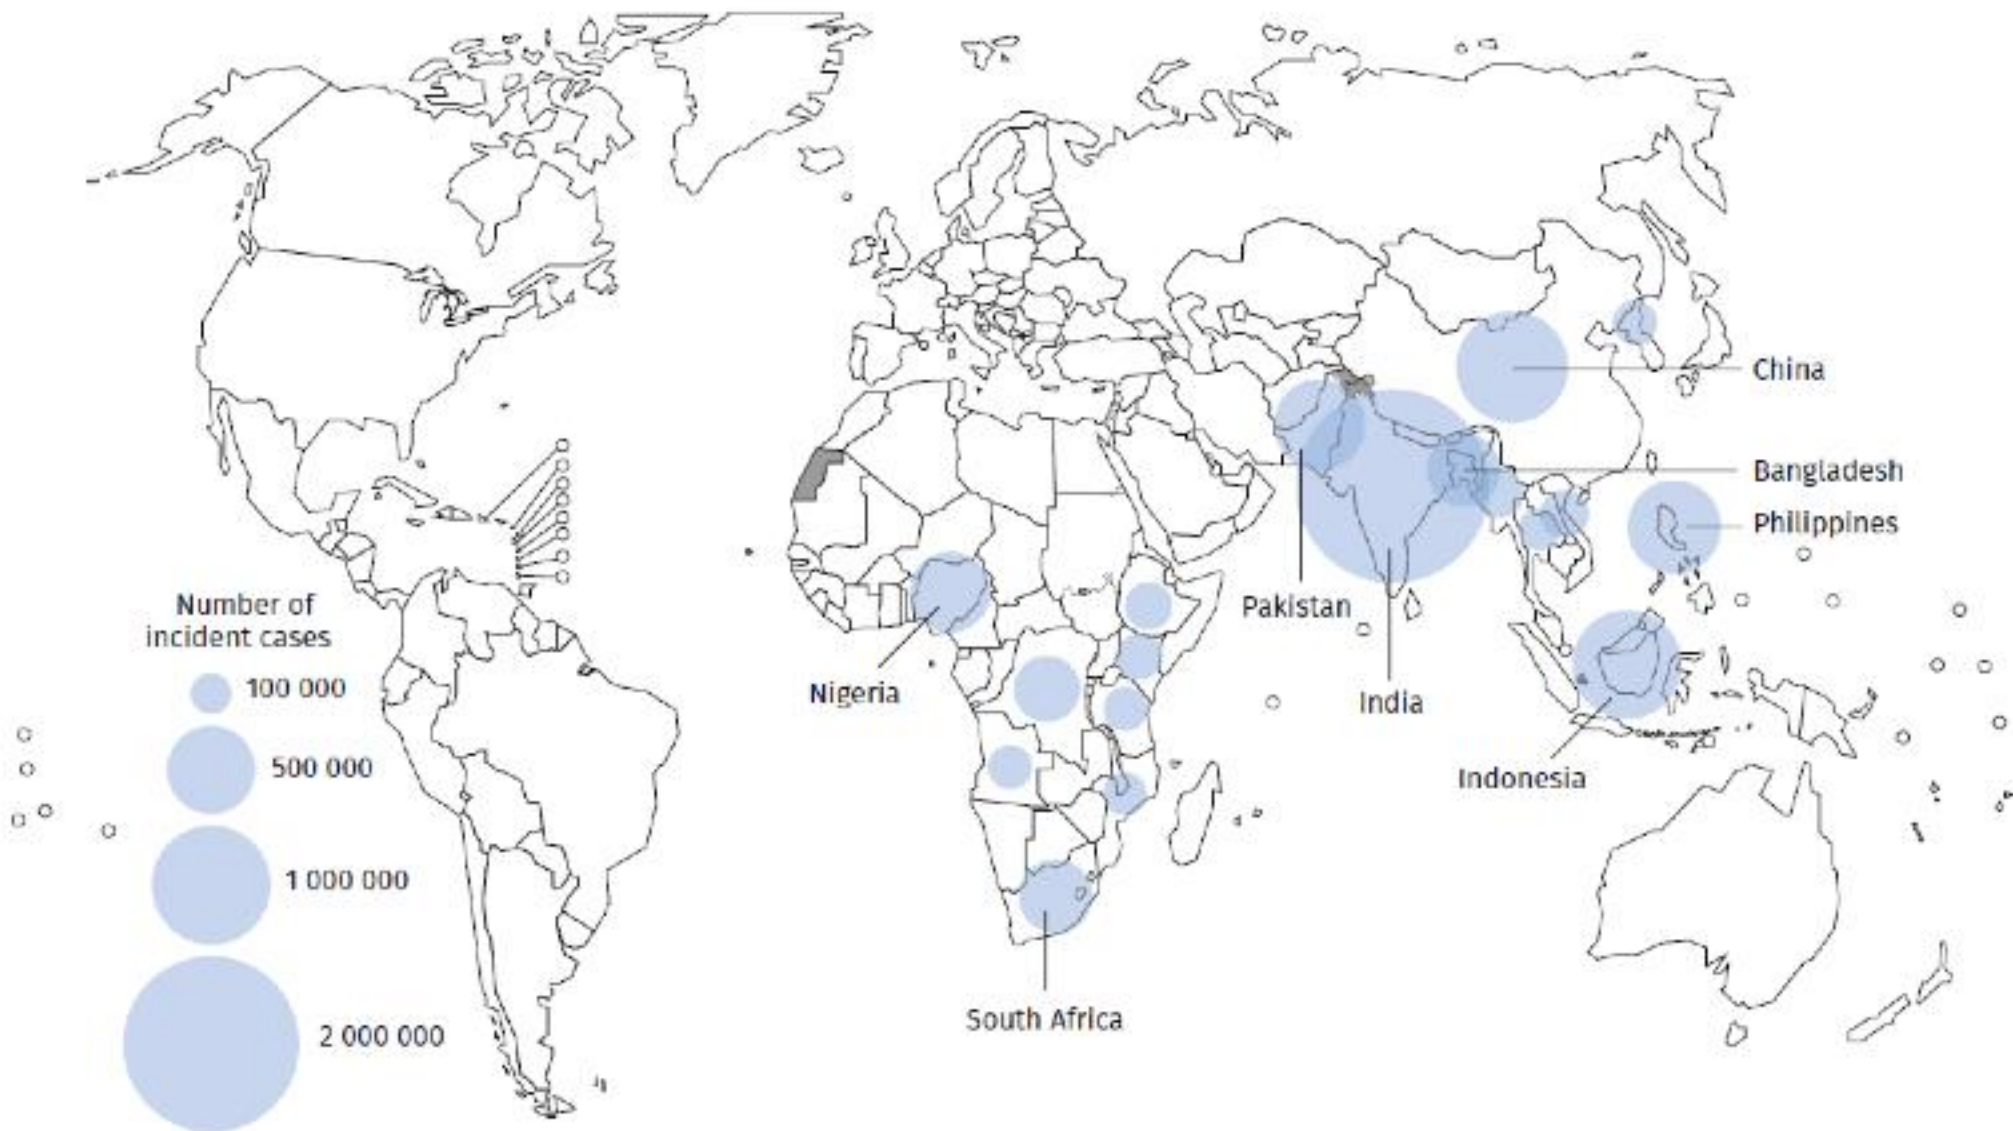 China
Bangladesh
Philippines
Number of
incident cases
Pakistan
100 000
Nigeria
India
500 000
Indonesia
1 000 000
South Africa
2 000 000